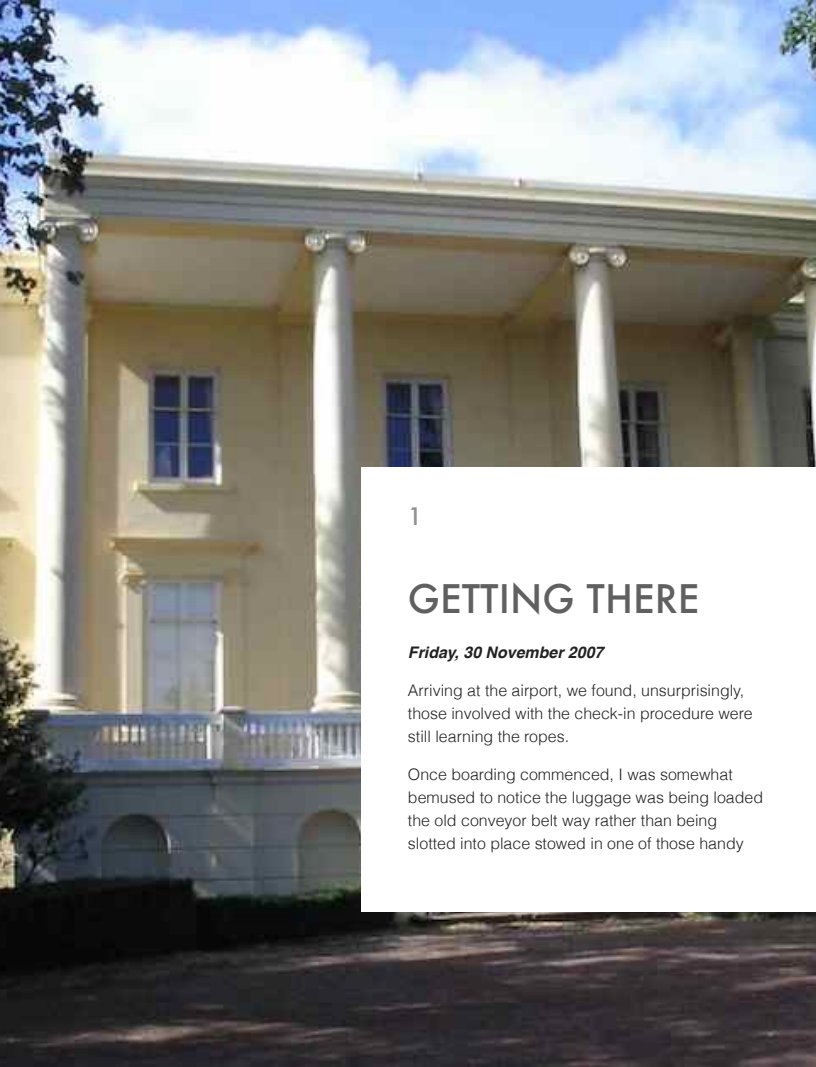 1
GETTING THERE
Friday, 30 November 2007
Arriving at the airport, we found, unsurprisingly,
those involved with the check-in procedure were
still learning the ropes.
Once boarding commenced, I was somewhat
bemused to notice the luggage was being loaded
the old conveyor belt way rather than being
slotted into place stowed in one of those handy